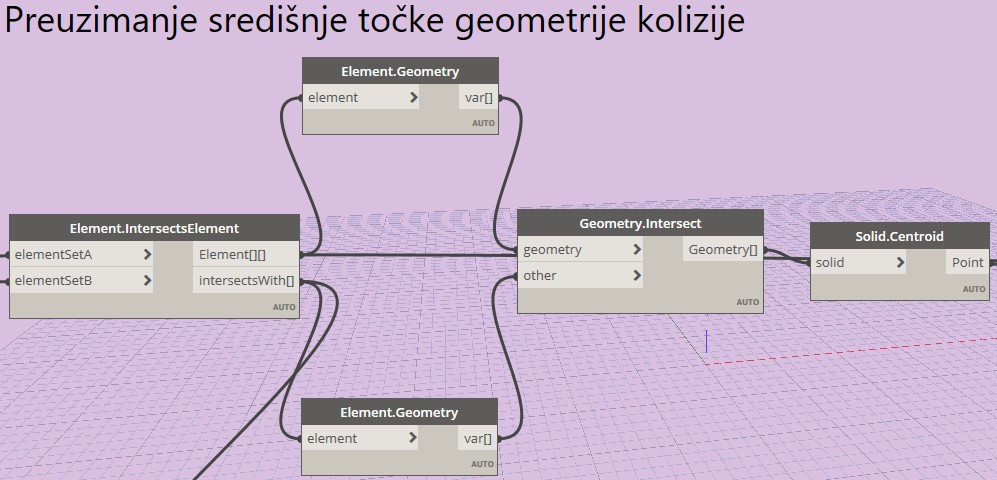 Preuzimanje središnje točke geometrije kolizije
Element.Geometry
element > var[]
AUTO
Element.IntersectsElement
elementSetA > Element[][]
elementSetB > intersectsWith[]
AUTO
Geometry.Intersect
geometry > Geometry[]
other >
AUTO
Solid.Centroid
solid > Point
AUTO
Element.Geometry
element > var[]
AUTO